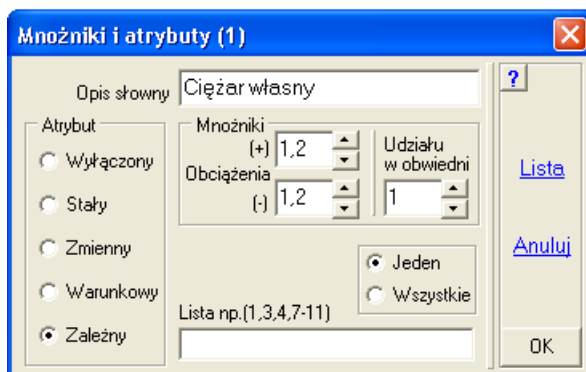 Mnożniki i atrybuty (1)
Opis słowny Ciężar własny ?
Atrybut
Wyłączony
Stały
Zmienny
Warunkowy
Zależny
Mnożniki
(+) 1,2
Obciążenia
(-) 1,2
Udziału
w obwiedni
1
Jeden
Wszystkie
Lista np.(1,3,4,7-11)
Lista
Anuluj
OK